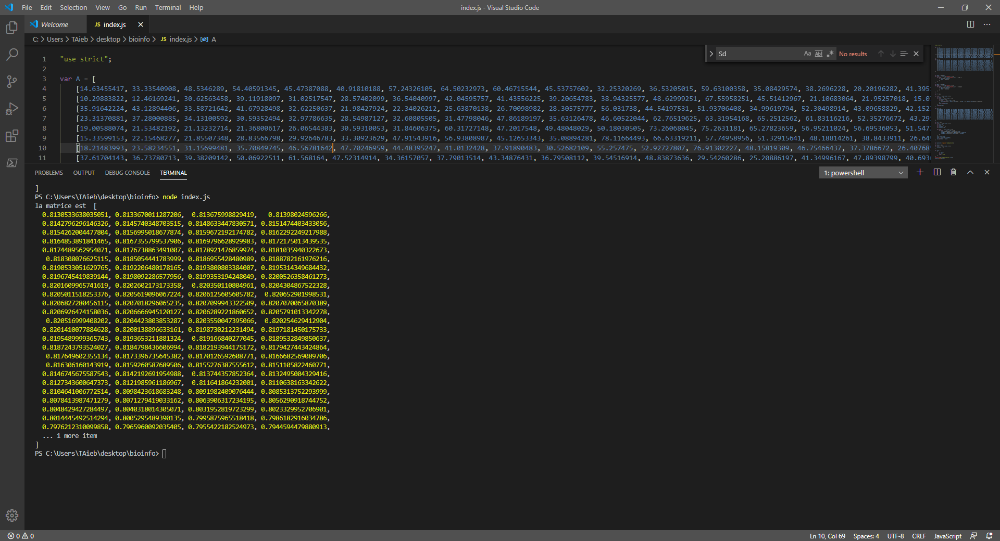 File Edit Selection View Go Run Terminal Help
index.js - Visual Studio Code
Welcome
JS index.js
C: > Users > TAieb > desktop > bioinfo > JS index.js > A
Sd
Aa Abl No results
1 "use strict";
2
3 var A = [
4 [14.63455417, 33.33540908, 48.5346289, 54.40591345, 45.47387088, 40.91810188, 57.24326105, 64.50232973, 60.46715544, 45.53757602, 32.25320269, 36.53205015, 59.63100358, 35.08429574, 38.2696228, 20.20196282, 41.395
5 [10.29883822, 12.46169241, 30.62563458, 39.11918097, 31.02517547, 28.57402099, 36.54040997, 42.04595757, 41.43556225, 39.20654783, 38.94325577, 48.62999251, 67.55958251, 45.51412967, 21.10683064, 21.95257018, 15.07
6 [35.91642224, 43.12894406, 33.58721642, 41.67928498, 32.62250637, 21.98427924, 22.34026212, 25.63870138, 26.70098982, 28.30575777, 56.031738, 44.54197531, 51.93706408, 34.99619794, 52.30498914, 43.09658829, 42.152
7 [23.31370881, 37.28000885, 34.13100592, 30.59352494, 32.97786635, 28.54987127, 32.60805505, 31.47798046, 47.86189197, 35.63126478, 46.60522044, 62.76519625, 63.31954168, 65.2512562, 61.83116216, 52.35276672, 43.29
8 [19.00588074, 21.53482192, 21.13232714, 21.36800617, 26.06544383, 30.59310053, 31.84606375, 60.31727148, 47.2017548, 49.48048029, 50.18030505, 73.26068045, 75.2631181, 65.27823659, 56.95211024, 56.69536053, 51.547
9 [15.33599153, 22.15468277, 21.85507348, 28.83566798, 29.92646783, 33.30923629, 47.91543916, 56.93808987, 45.12653343, 35.08894281, 78.11664493, 66.63319211, 57.74958956, 51.32915641, 48.18814261, 38.8433911, 26.649
10 [18.21483993, 23.58234551, 31.15699481, 35.70849745, 46.56781642, 47.70246959, 44.48395247, 41.0132428, 37.91890483, 30.52682109, 55.257475, 52.92727807, 76.91302227, 48.15819309, 46.75466437, 37.3786672, 26.40768
11 [37.61704143, 36.73780713, 39.38209142, 50.06922511, 61.568164, 47.52314914, 34.36157057, 37.79013514, 43.34876431, 36.79508112, 39.54516914, 48.83873636, 29.54260286, 25.20886197, 41.34996167, 47.89398799, 40.6936
PROBLEMS OUTPUT DEBUG CONSOLE TERMINAL
1: powershell
]
PS C:\Users\TAieb\desktop\bioinfo> node index.js
la matrice est [
0.8130533638035051, 0.8133670011287206, 0.813675998829419, 0.81398024596266,
0.8142796296146326, 0.8145740348703515, 0.8148633447830571, 0.8151474403433056,
0.8154262004477804, 0.8156995018677874, 0.8159672192174782, 0.8162292249217988,
0.8164853891841465, 0.8167355799537906, 0.8169796628929983, 0.8172175013439535,
0.8174489562954071, 0.8176738863491007, 0.8178921476859974, 0.8181035940322673,
0.818308076625115, 0.8185054441783999, 0.8186955428480989, 0.8188782161976216,
0.8190533051629765, 0.8192206480178165, 0.8193800803384007, 0.8195314349684432,
0.8196745419839144, 0.8198092286577956, 0.8199353194248049, 0.8200526358461273,
0.8201609965741619, 0.8202602173173358, 0.820350110804961, 0.8204304867522328,
0.8205011518253376, 0.8205619096067224, 0.8206125605605782, 0.820652901998531,
0.8206827280456115, 0.8207018296065235, 0.8207099943322509, 0.8207070065870389,
0.8206926474158036, 0.8206666945120127, 0.8206289221860652, 0.8205791013342278,
0.820516999408202, 0.8204423803853287, 0.8203550047395066, 0.820254629412904,
0.8201410077884628, 0.8200138896633161, 0.8198730212231494, 0.8197181450175733,
0.8195489999365743, 0.8193653211881324, 0.819166840277045, 0.8189532849850637,
0.8187243793524027, 0.8184798436606994, 0.8182193944175172, 0.8179427443424864,
0.817649602355134, 0.8173396735645382, 0.8170126592608771, 0.8166682569089706,
0.816306160143919, 0.8159260587689506, 0.8155276387555612, 0.8151105822460771,
0.8146745675587543, 0.8142192691954988, 0.813744357852364, 0.8132495004329416,
0.8127343600647373, 0.8121985961186967, 0.811641864232001, 0.8110638163342622,
0.8104641006772514, 0.8098423618683248, 0.8091982409076444, 0.8085313752293999,
0.8078413987471279, 0.8071279419033162, 0.8063906317234195, 0.8056290918744752,
0.8048429427284497, 0.8040318014305071, 0.8031952819723299, 0.8023329952706901,
0.8014445492514294, 0.8005295489390135, 0.7995875965518418, 0.7986182916034786,
0.7976212310099858, 0.7965960092035405, 0.7955422182524973, 0.7944594479880913,
... 1 more item
]
PS C:\Users\TAieb\desktop\bioinfo>
0 0
Ln 10, Col 69 Spaces: 4 UTF-8 CRLF JavaScript